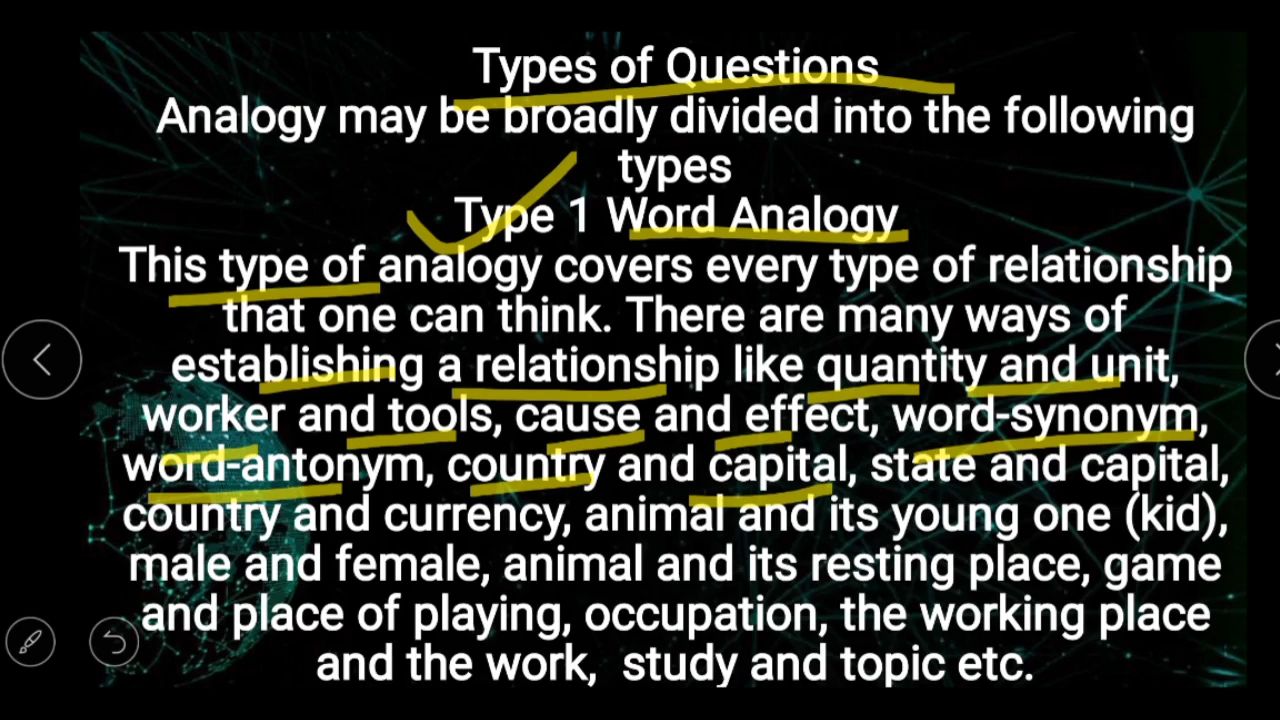 Types of Questions
Analogy may be broadly divided into the following
types
Type 1 Word Analogy
This type of analogy covers every type of relationship
that one can think. There are many ways of
establishing a relationship like quantity and unit,
worker and tools, cause and effect, word-synonym,
word-antonym, country and capital, state and capital,
country and currency, animal and its young one (kid),
male and female, animal and its resting place, game
and place of playing, occupation, the working place
and the work,  study and topic etc.